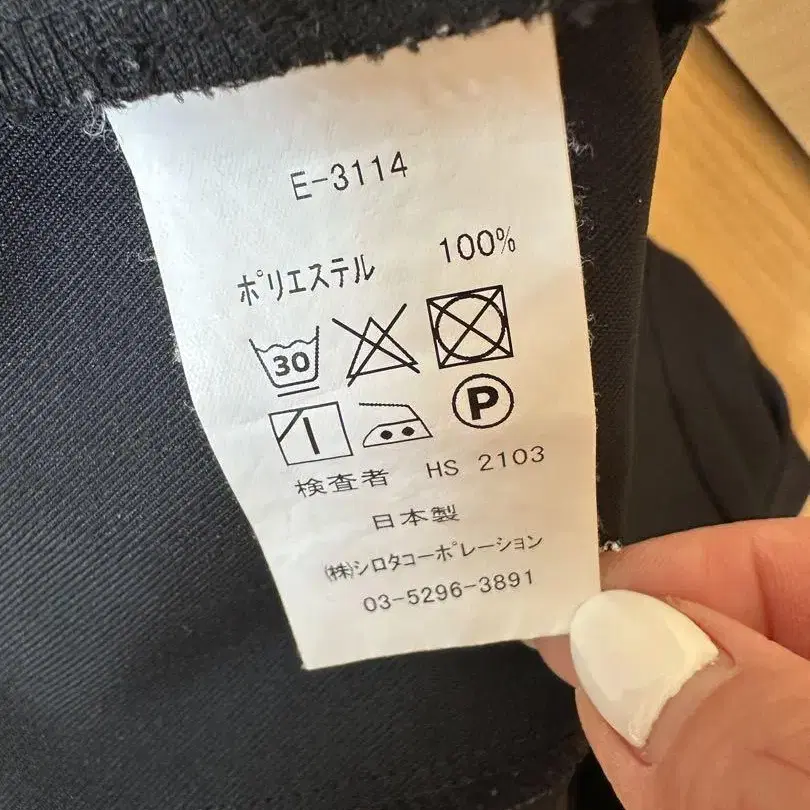 E-3114
ポリエステル 100%
30
P
検査者 HS 2103
日本製
㈱シロタコーポレーション
03-5296-3891